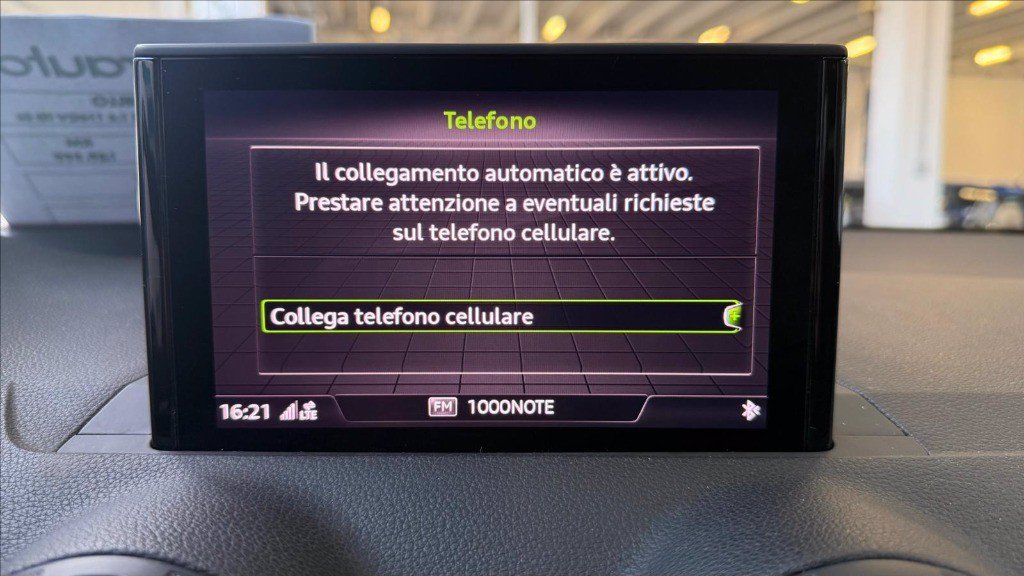 Telefono
Il collegamento automatico è attivo.
Prestare attenzione a eventuali richieste
sul telefono cellulare.
Collega telefono cellulare
16:21 LTE FM 1000NOTE